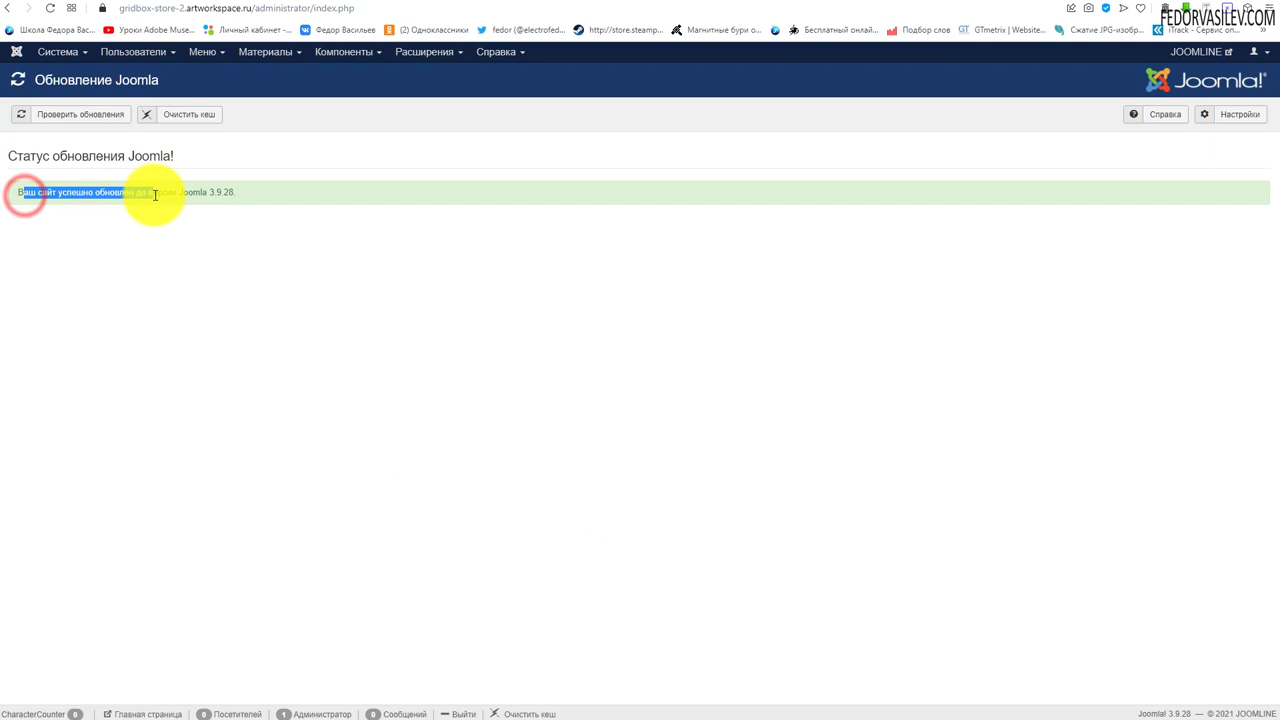 gridbox-store-2.artworkspace.ru/administrator/index.php
FEDORVASILEV.COM
Школа Федора Вас... Уроки Adobe Muse... Личный кабинет -... Федор Васильев (2) Одноклассники fedor (@electrofed... http://store.steamp... Магнитные бури о... Бесплатный онлай... Подбор слов GT GTmetrix | Website... Сжатие JPG-изобр... iTrack - Сервис оп... »
Система Пользователи Меню Материалы Компоненты Расширения Справка JOOMLINE
Обновление Joomla Joomla!
Проверить обновления Очистить кеш Справка Настройки
Статус обновления Joomla!
Ваш сайт успешно обновлен до версии Joomla 3.9.28.
CharacterCounter 0 Главная страница 0 Посетителей 1 Администратор 0 Сообщений Выйти Очистить кеш Joomla! 3.9.28 — © 2021 JOOMLINE